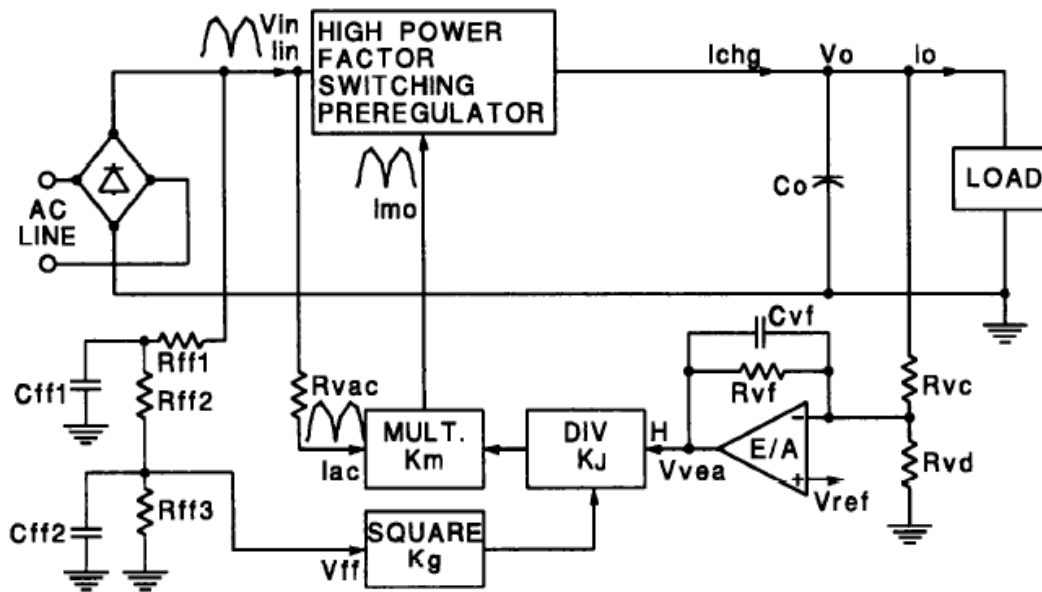 Vin
Iin
HIGH POWER
FACTOR
SWITCHING
PREREGULATOR
Ichg
Vo
Io
AC
LINE
Imo
Co
LOAD
Cvf
Rff1
Cff1
Rff2
Rvac
Rvf
Rvc
MULT.
Km
DIV
KJ
H
Vvea
E/A
-
+
Vref
Rvd
Iac
Cff2
Rff3
Vff
SQUARE
Kg